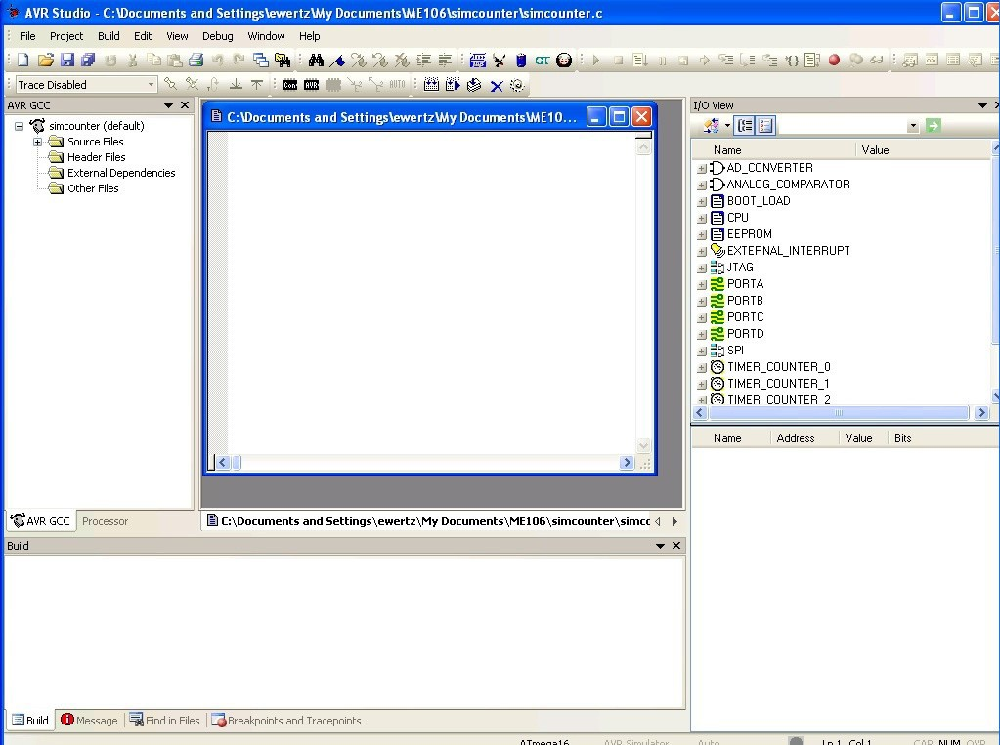 AVR Studio - C:\Documents and Settings\ewertz\My Documents\ME106\simcounter\simcounter.c
File Project Build Edit View Debug Window Help
Trace Disabled
Con AVR AUTO
AVR GCC
simcounter (default)
Source Files
Header Files
External Dependencies
Other Files
C:\Documents and Settings\ewertz\My Documents\ME10...
I/O View
Name Value
AD_CONVERTER
ANALOG_COMPARATOR
BOOT_LOAD
CPU
EEPROM
EXTERNAL_INTERRUPT
JTAG
PORTA
PORTB
PORTC
PORTD
SPI
TIMER_COUNTER_0
TIMER_COUNTER_1
TIMER_COUNTER_2
Name Address Value Bits
AVR GCC Processor
C:\Documents and Settings\ewertz\My Documents\ME106\simcounter\simcc
Build
Build Message Find in Files Breakpoints and Tracepoints
ATmega16 AVR Simulator Auto Ln 1, Col 1 CAP NUM OVR